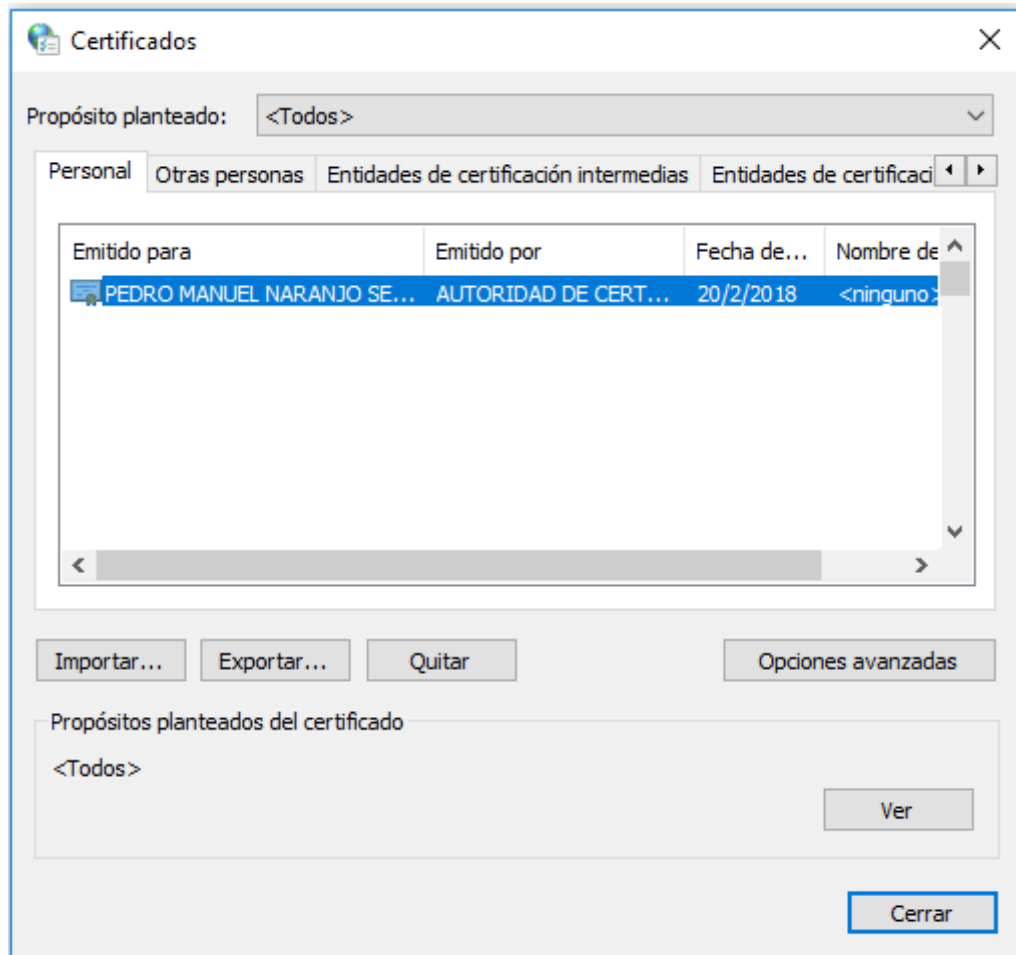 Certificados
Propósito planteado: <Todos>
Personal Otras personas Entidades de certificación intermedias Entidades de certificaci
Emitido para Emitido por Fecha de... Nombre de
PEDRO MANUEL NARANJO SE... AUTORIDAD DE CERT... 20/2/2018 <ninguno>
Importar... Exportar... Quitar Opciones avanzadas
Propósitos planteados del certificado
<Todos>
Ver
Cerrar